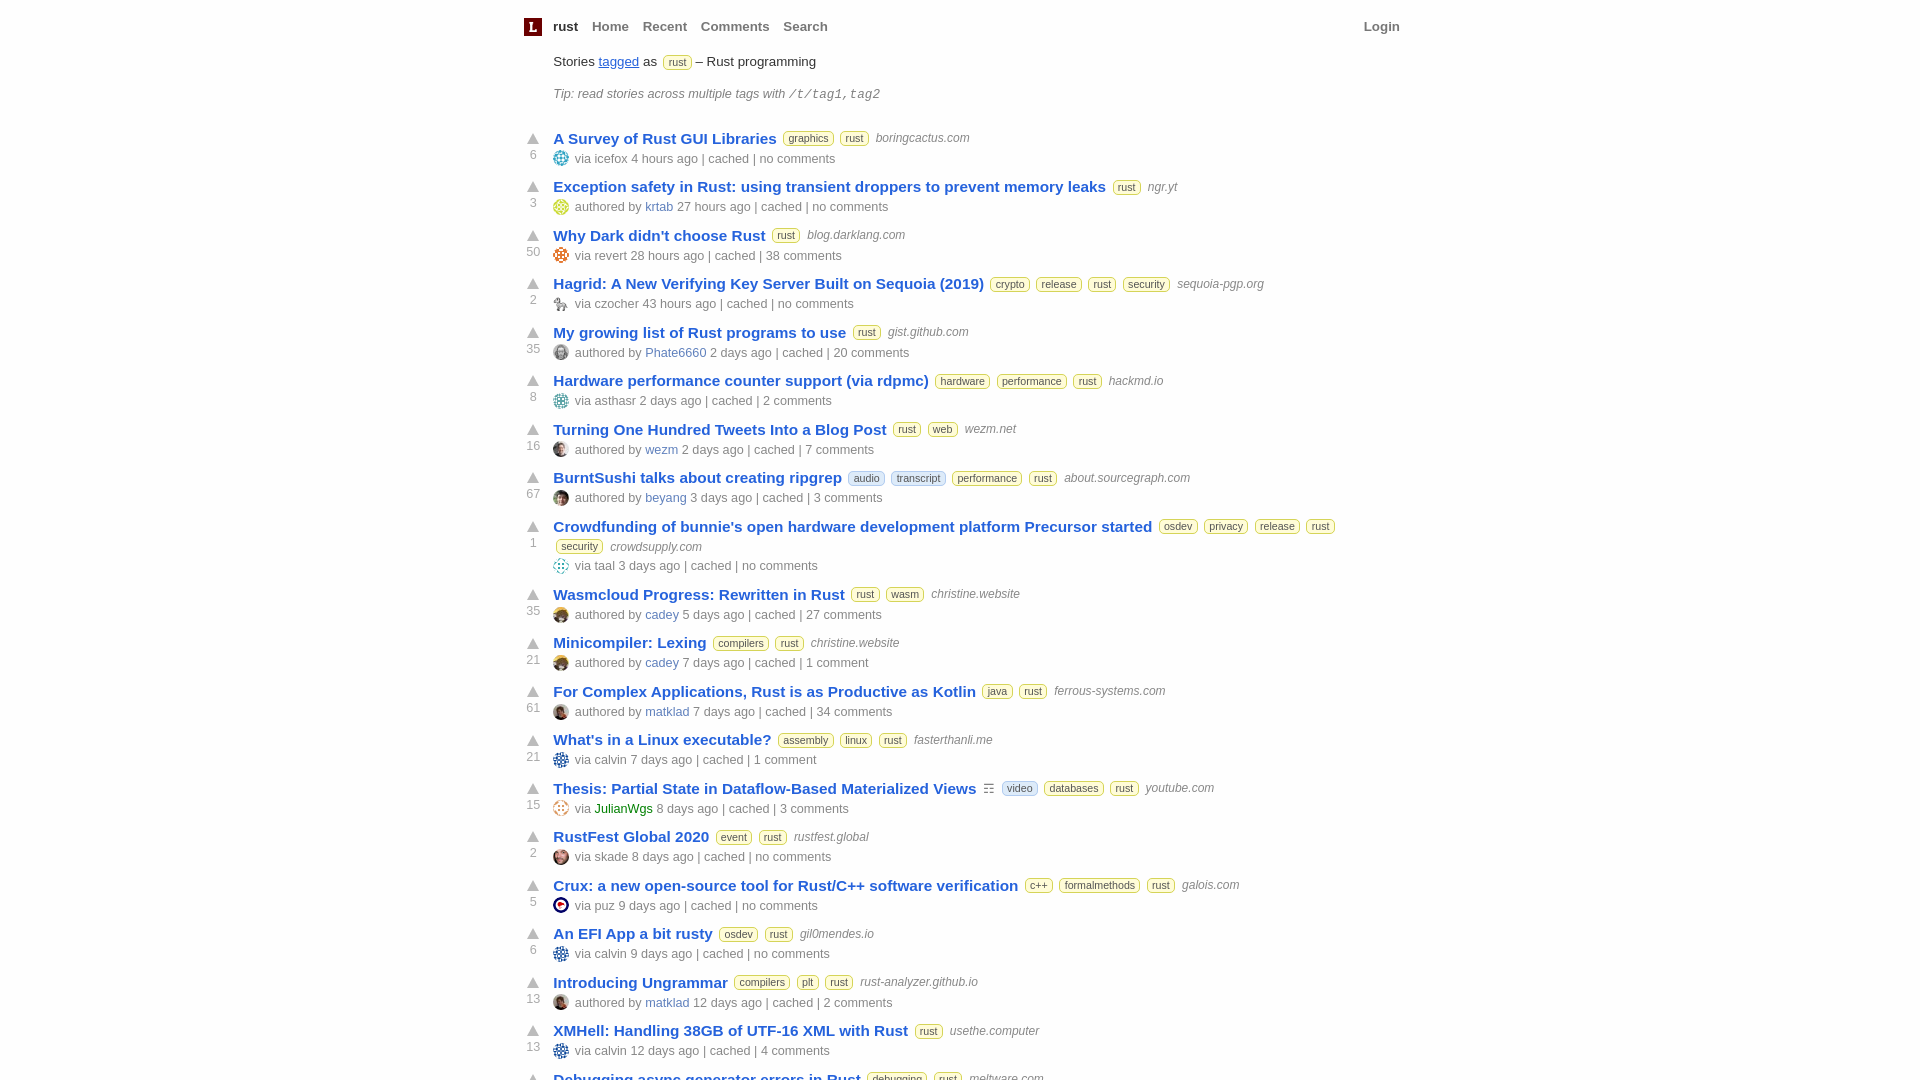 L rust Home Recent Comments Search Login
Stories tagged as rust – Rust programming
Tip: read stories across multiple tags with /t/tag1,tag2
A Survey of Rust GUI Libraries graphics rust boringcactus.com
6 via icefox 4 hours ago | cached | no comments
Exception safety in Rust: using transient droppers to prevent memory leaks rust ngr.yt
3 authored by krtab 27 hours ago | cached | no comments
Why Dark didn't choose Rust rust blog.darklang.com
50 via revert 28 hours ago | cached | 38 comments
Hagrid: A New Verifying Key Server Built on Sequoia (2019) crypto release rust security sequoia-pgp.org
2 via czocher 43 hours ago | cached | no comments
My growing list of Rust programs to use rust gist.github.com
35 authored by Phate6660 2 days ago | cached | 20 comments
Hardware performance counter support (via rdpmc) hardware performance rust hackmd.io
8 via asthasr 2 days ago | cached | 2 comments
Turning One Hundred Tweets Into a Blog Post rust web wezm.net
16 authored by wezm 2 days ago | cached | 7 comments
BurntSushi talks about creating ripgrep audio transcript performance rust about.sourcegraph.com
67 authored by beyang 3 days ago | cached | 3 comments
Crowdfunding of bunnie's open hardware development platform Precursor started osdev privacy release rust
1 security crowdsupply.com
via taal 3 days ago | cached | no comments
Wasmcloud Progress: Rewritten in Rust rust wasm christine.website
35 authored by cadey 5 days ago | cached | 27 comments
Minicompiler: Lexing compilers rust christine.website
21 authored by cadey 7 days ago | cached | 1 comment
For Complex Applications, Rust is as Productive as Kotlin java rust ferrous-systems.com
61 authored by matklad 7 days ago | cached | 34 comments
What's in a Linux executable? assembly linux rust fasterthanli.me
21 via calvin 7 days ago | cached | 1 comment
Thesis: Partial State in Dataflow-Based Materialized Views ☶ video databases rust youtube.com
15 via JulianWgs 8 days ago | cached | 3 comments
RustFest Global 2020 event rust rustfest.global
2 via skade 8 days ago | cached | no comments
Crux: a new open-source tool for Rust/C++ software verification c++ formalmethods rust galois.com
5 via puz 9 days ago | cached | no comments
An EFI App a bit rusty osdev rust gil0mendes.io
6 via calvin 9 days ago | cached | no comments
Introducing Ungrammar compilers plt rust rust-analyzer.github.io
13 authored by matklad 12 days ago | cached | 2 comments
XMHell: Handling 38GB of UTF-16 XML with Rust rust usethe.computer
13 via calvin 12 days ago | cached | 4 comments
Debugging async generator errors in Rust debugging rust meltware.com